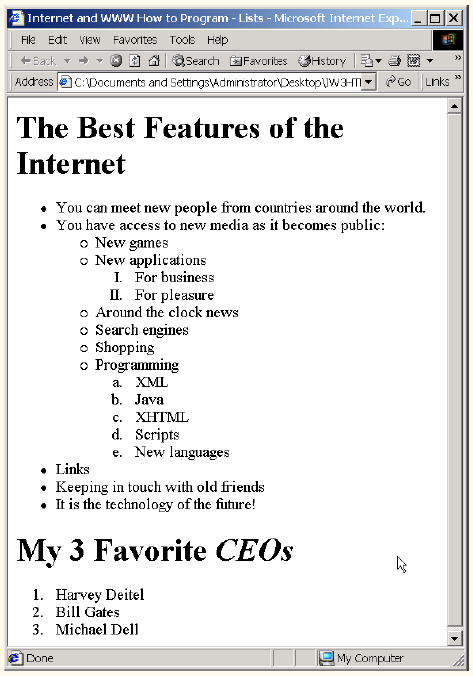 Internet and WWW How to Program - Lists - Microsoft Internet Exp...
File Edit View Favorites Tools Help
Back Search Favorites History »
Address C:\Documents and Settings\Administrator\Desktop\IW3HTI Go Links »
The Best Features of the
Internet
• You can meet new people from countries around the world.
• You have access to new media as it becomes public:
o New games
o New applications
I. For business
II. For pleasure
o Around the clock news
o Search engines
o Shopping
o Programming
a. XML
b. Java
c. XHTML
d. Scripts
e. New languages
• Links
• Keeping in touch with old friends
• It is the technology of the future!
My 3 Favorite CEOs
1. Harvey Deitel
2. Bill Gates
3. Michael Dell
Done My Computer